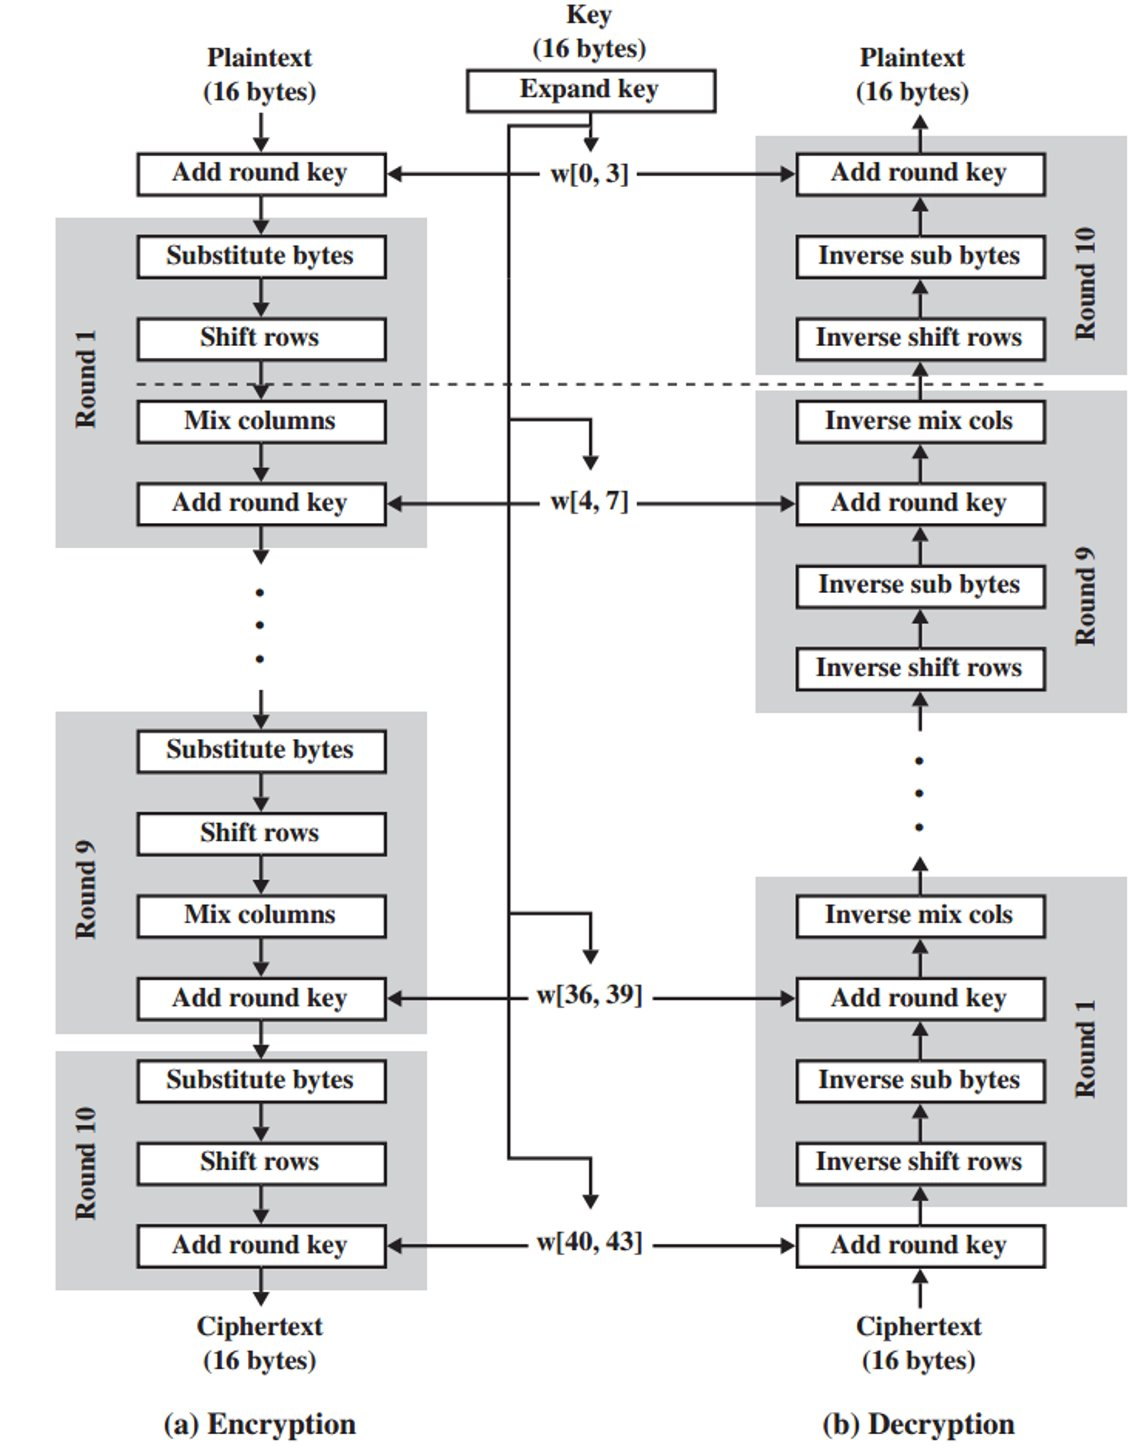 Key
(16 bytes)
Expand key
Plaintext
(16 bytes)
Add round key
Round 1
Substitute bytes
Shift rows
Mix columns
Add round key
.
.
.
Round 9
Substitute bytes
Shift rows
Mix columns
Add round key
Round 10
Substitute bytes
Shift rows
Add round key
Ciphertext
(16 bytes)
(a) Encryption
w[0, 3]
w[4, 7]
w[36, 39]
w[40, 43]
Plaintext
(16 bytes)
Add round key
Inverse sub bytes
Inverse shift rows
Round 10
Inverse mix cols
Add round key
Inverse sub bytes
Inverse shift rows
Round 9
.
.
.
Inverse mix cols
Add round key
Inverse sub bytes
Inverse shift rows
Round 1
Add round key
Ciphertext
(16 bytes)
(b) Decryption